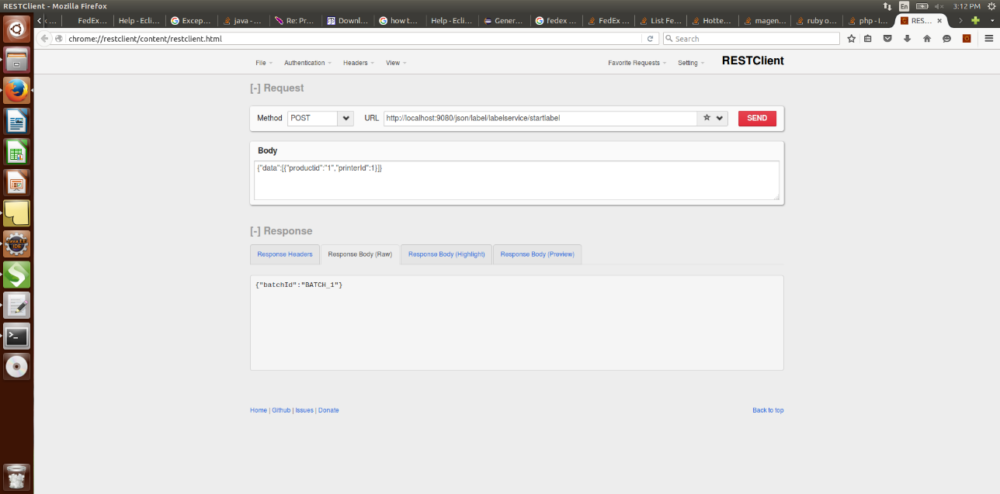 RESTClient - Mozilla Firefox
En
3:12 PM
...
FedEx...
Help - Ecli...
Excep...
java - ...
Re: Pr...
Downl...
how t...
Help - Ecli...
Gener...
fedex ...
FedEx ...
List Fe...
Hotte...
magen...
ruby o...
php - I...
RES...
chrome://restclient/content/restclient.html
Search
File
Authentication
Headers
View
Favorite Requests
Setting
RESTClient
[-] Request
Method
POST
URL
http://localhost:9080/json/label/labelservice/startlabel
SEND
Body
{"data":[{"productid":"1","printerId":1}]}
[-] Response
Response Headers
Response Body (Raw)
Response Body (Highlight)
Response Body (Preview)
{"batchId":"BATCH_1"}
Home | Github | Issues | Donate
Back to top
Java EE
IDE